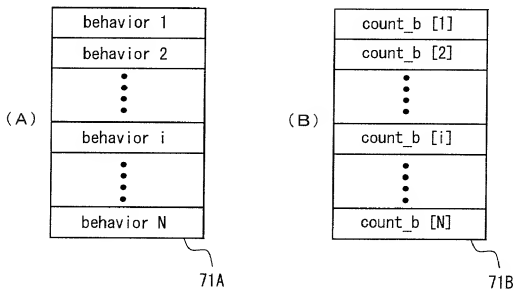 behavior 1
behavior 2
(A)
behavior i
behavior N
71A
count_b [1]
count_b [2]
(B)
count_b [i]
count_b [N]
71B